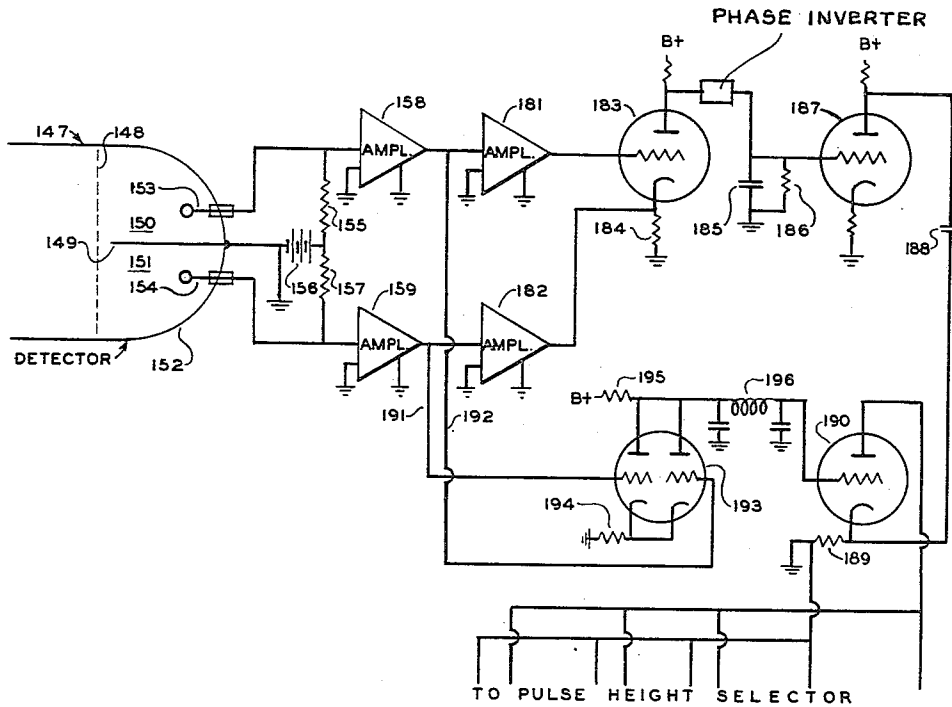 PHASE INVERTER
B+
B+
147
148
158
181
183
187
AMPL.
AMPL.
153
150
155
149
184
185
186
188
151
156
157
159
182
154
DETECTOR
152
AMPL.
AMPL.
195
196
B+
191
192
190
193
194
189
TO PULSE HEIGHT SELECTOR